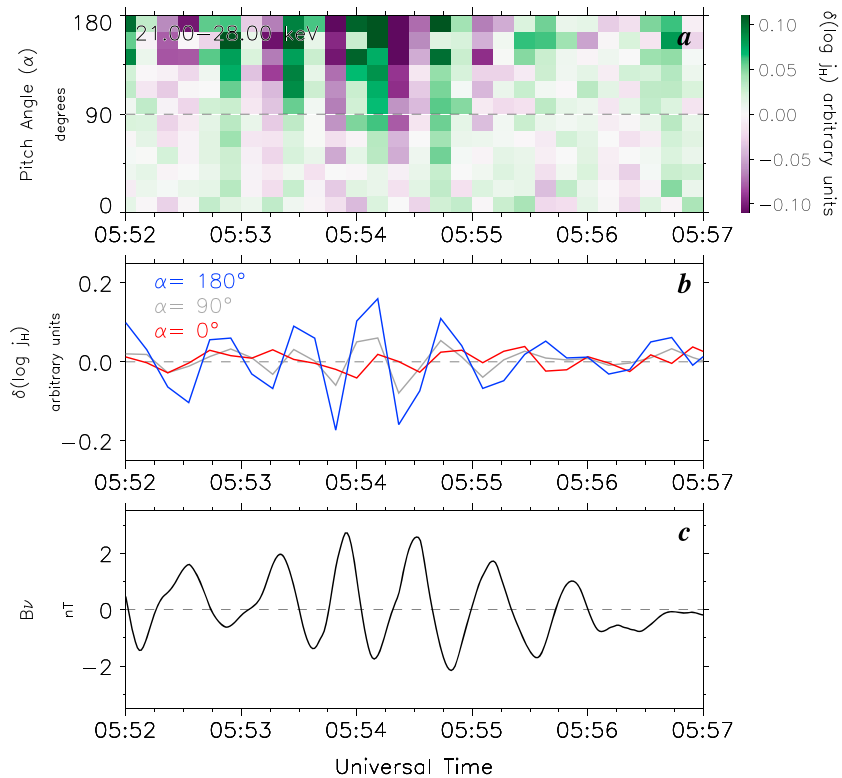 21.00−28.00 keV
a
Pitch Angle (α)
degrees
180
90
0
05:52 05:53 05:54 05:55 05:56 05:57
0.10
0.05
0.00
−0.05
−0.10
δ(log jH) arbitrary units
α= 180°
α= 90°
α= 0°
b
δ(log jH)
arbitrary units
0.2
0.0
−0.2
05:52 05:53 05:54 05:55 05:56 05:57
c
Bν
nT
2
0
−2
05:52 05:53 05:54 05:55 05:56 05:57
Universal Time